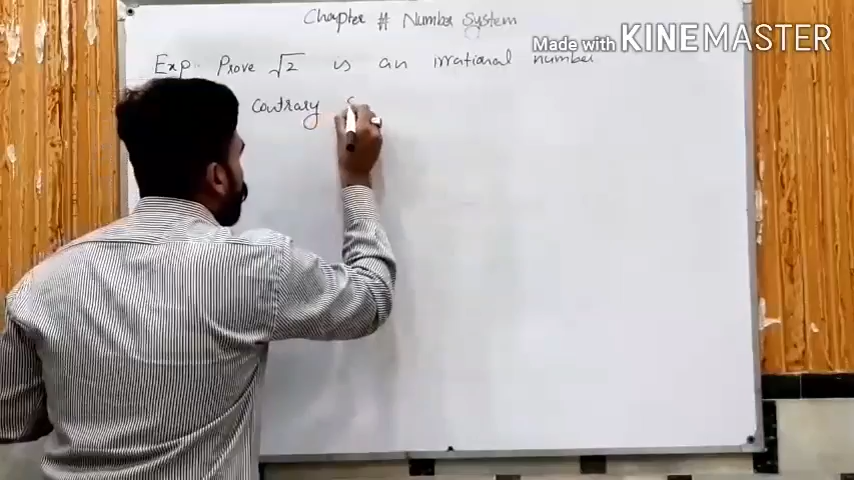 Chapter # Number System
Made with KINEMASTER
Exp: Prove √2 is an irrational number
Contrary